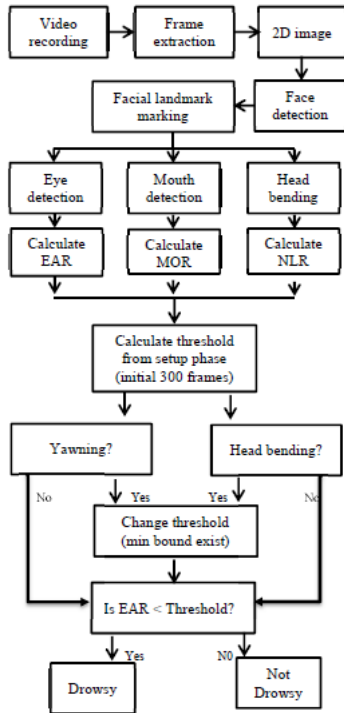 Video
recording
Frame
extraction
2D image
Facial landmark
marking
Face
detection
Eye
detection
Mouth
detection
Head
bending
Calculate
EAR
Calculate
MOR
Calculate
NLR
Calculate threshold
from setup phase
(initial 300 frames)
Yawning?
Head bending?
No
Yes
Yes
No
Change threshold
(min bound exist)
Is EAR < Threshold?
Yes
N0
Drowsy
Not
Drowsy